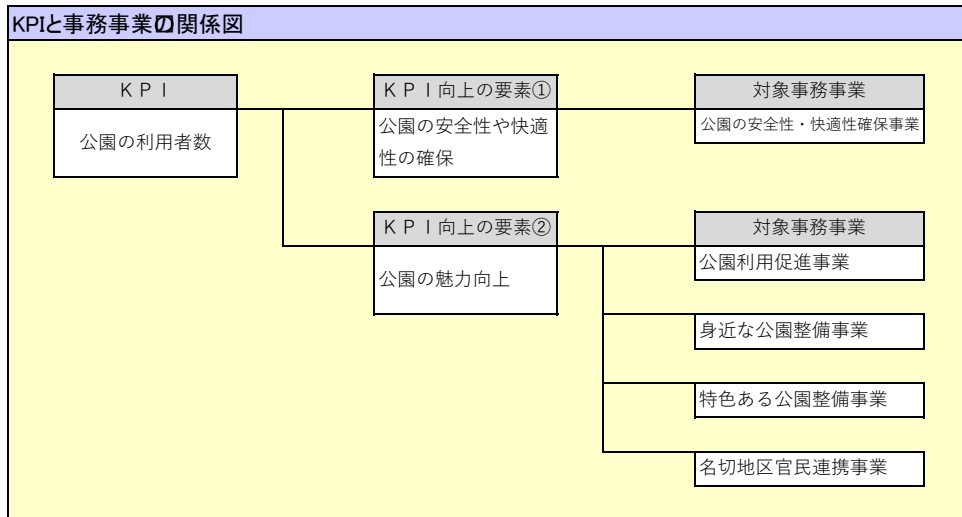 KPIと事務事業の関係図
ＫＰＩ
公園の利用者数
ＫＰＩ向上の要素①
公園の安全性や快適
性の確保
対象事務事業
公園の安全性・快適性確保事業
ＫＰＩ向上の要素②
公園の魅力向上
対象事務事業
公園利用促進事業
身近な公園整備事業
特色ある公園整備事業
名切地区官民連携事業